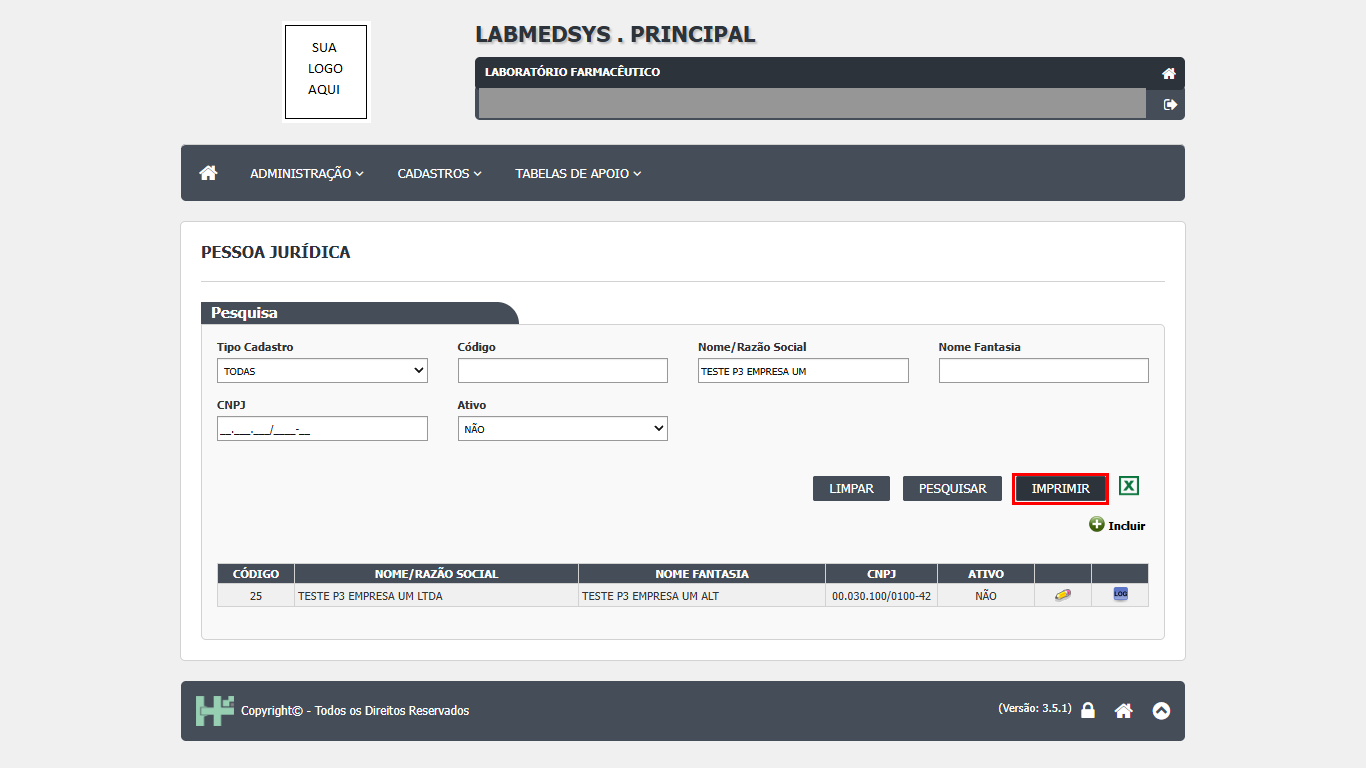 SUA
LOGO
AQUI
LABMEDSYS . PRINCIPAL
LABORATÓRIO FARMACÊUTICO
ADMINISTRAÇÃO CADASTROS TABELAS DE APOIO
PESSOA JURÍDICA
Pesquisa
Tipo Cadastro Código Nome/Razão Social Nome Fantasia
TODAS TESTE P3 EMPRESA UM
CNPJ Ativo
__.___.___/____-__ NÃO
LIMPAR PESQUISAR IMPRIMIR X
Incluir
CÓDIGO NOME/RAZÃO SOCIAL NOME FANTASIA CNPJ ATIVO
25 TESTE P3 EMPRESA UM LTDA TESTE P3 EMPRESA UM ALT 00.030.100/0100-42 NÃO LOG
Copyright© - Todos os Direitos Reservados (Versão: 3.5.1)